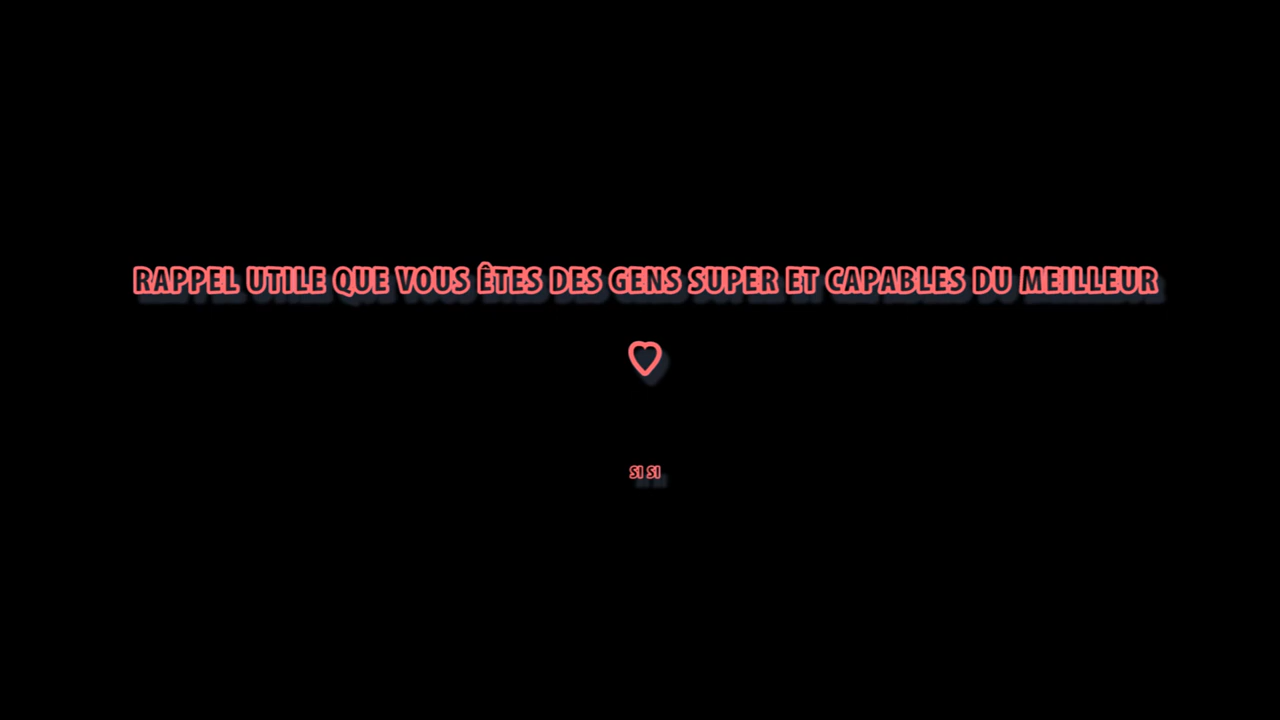 RAPPEL UTILE QUE VOUS ÊTES DES GENS SUPER ET CAPABLES DU MEILLEUR
♡
SI SI